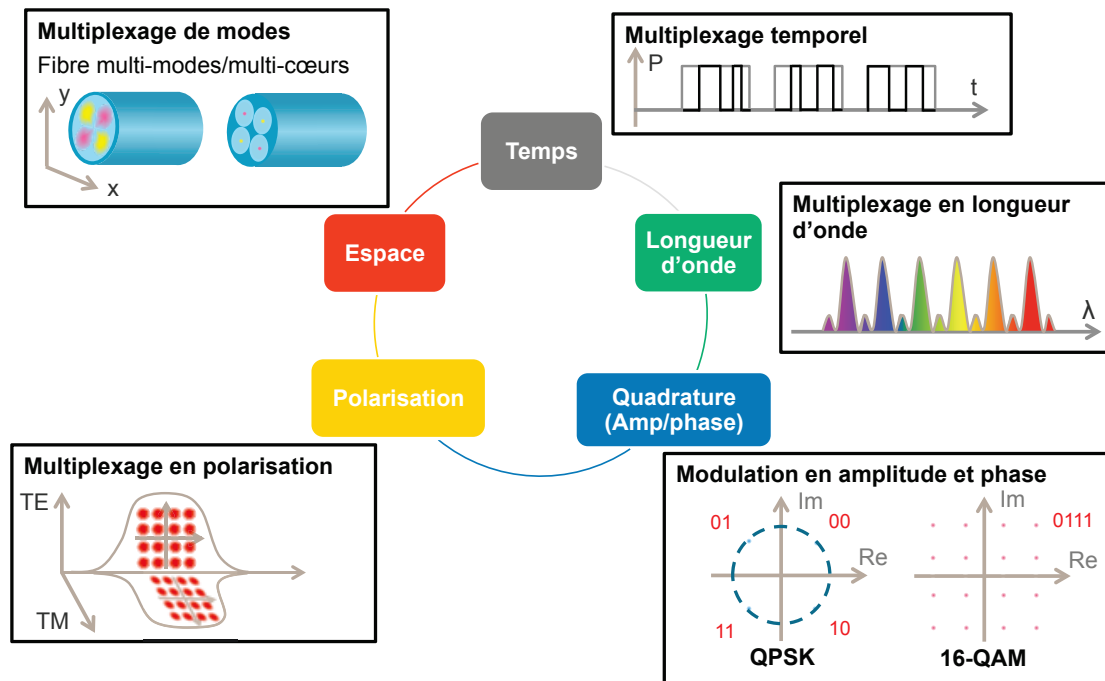 Multiplexage de modes
Fibre multi-modes/multi-cœurs
y
x
Multiplexage temporel
P
t
Temps
Espace
Longueur
d'onde
Multiplexage en longueur
d'onde
λ
Polarisation
Quadrature
(Amp/phase)
Multiplexage en polarisation
TE
TM
Modulation en amplitude et phase
Im
01
00
Re
11
10
QPSK
Im
0111
Re
16-QAM